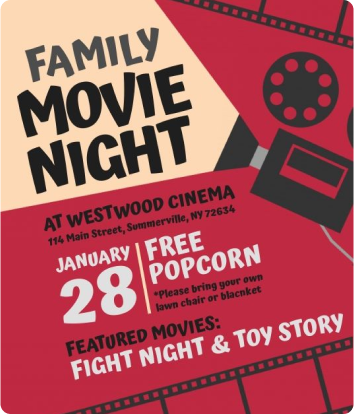 FAMILY
MOVIE
NIGHT
AT WESTWOOD CINEMA
114 Main Street, Summerville, NY 72634
JANUARY
28
FREE
POPCORN
*Please bring your own
lawn chair or blacnket
FEATURED MOVIES:
FIGHT NIGHT & TOY STORY